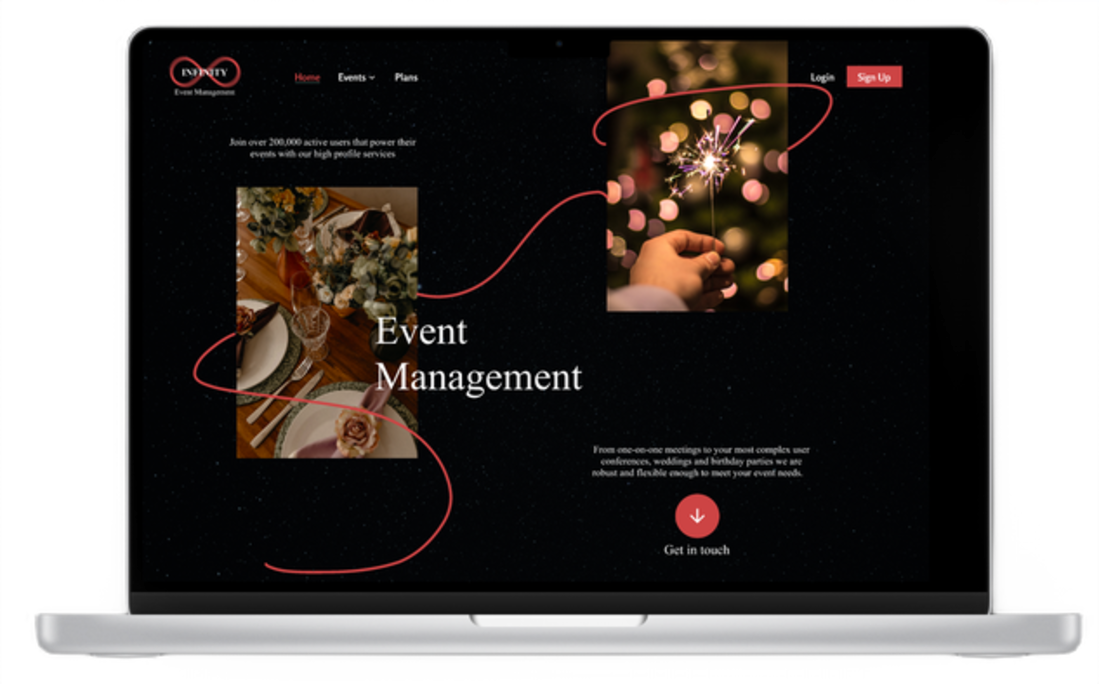 INFINITY
Event Management
Home Events Plans
Login Sign Up
Join over 200,000 active users that power their
events with our high profile services
Event
Management
From one-on-one meetings to your most complex user
conferences, weddings and birthday parties we are
robust and flexible enough to meet your event needs.
Get in touch